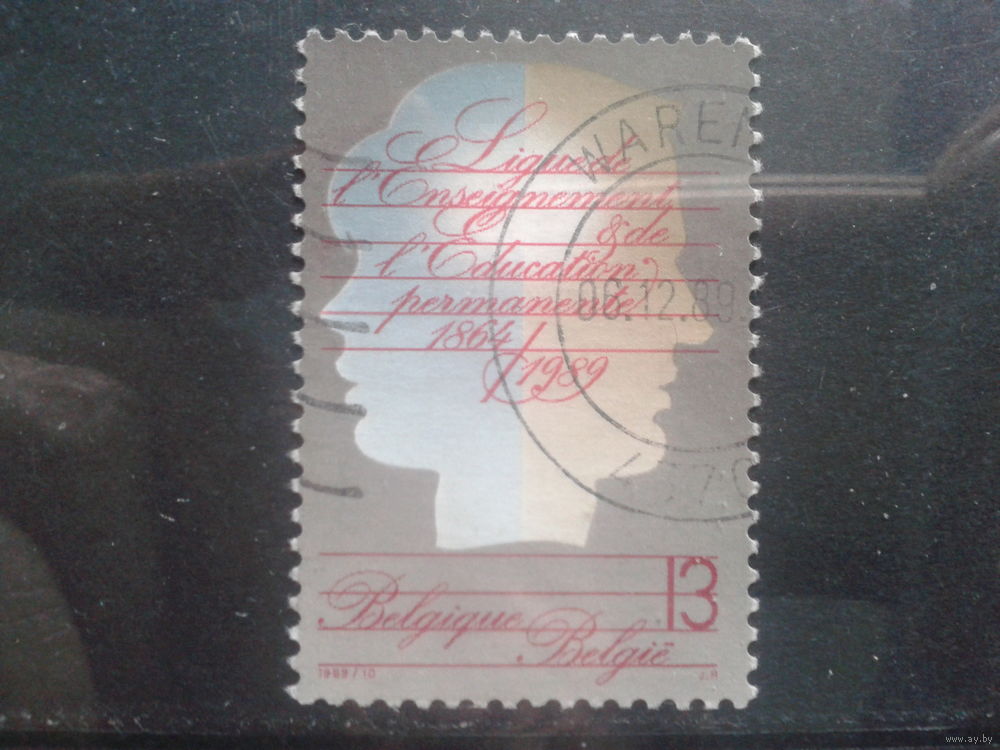 Ligue de
l'Enseignement
& de
l'Education
permanente
1864/
1989
WAREM
06.12.89
13
Belgique
België
1989/10
J.R
www.ay.by